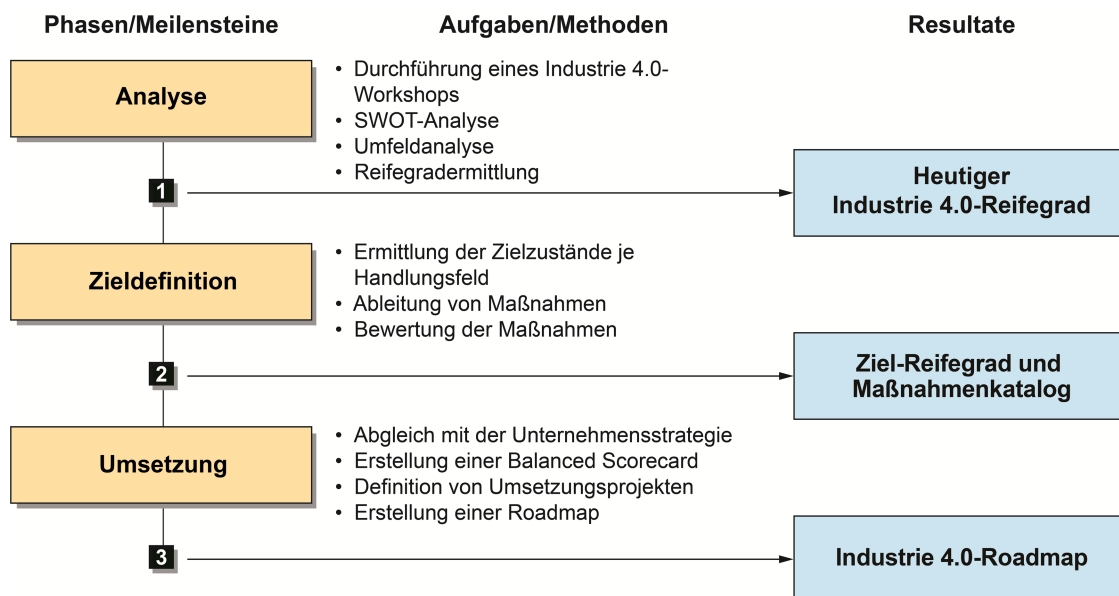 Phasen/Meilensteine
Aufgaben/Methoden
Resultate
Analyse
• Durchführung eines Industrie 4.0-
Workshops
• SWOT-Analyse
• Umfeldanalyse
• Reifegradermittlung
1
Heutiger
Industrie 4.0-Reifegrad
Zieldefinition
• Ermittlung der Zielzustände je
Handlungsfeld
• Ableitung von Maßnahmen
• Bewertung der Maßnahmen
2
Ziel-Reifegrad und
Maßnahmenkatalog
Umsetzung
• Abgleich mit der Unternehmensstrategie
• Erstellung einer Balanced Scorecard
• Definition von Umsetzungsprojekten
• Erstellung einer Roadmap
3
Industrie 4.0-Roadmap